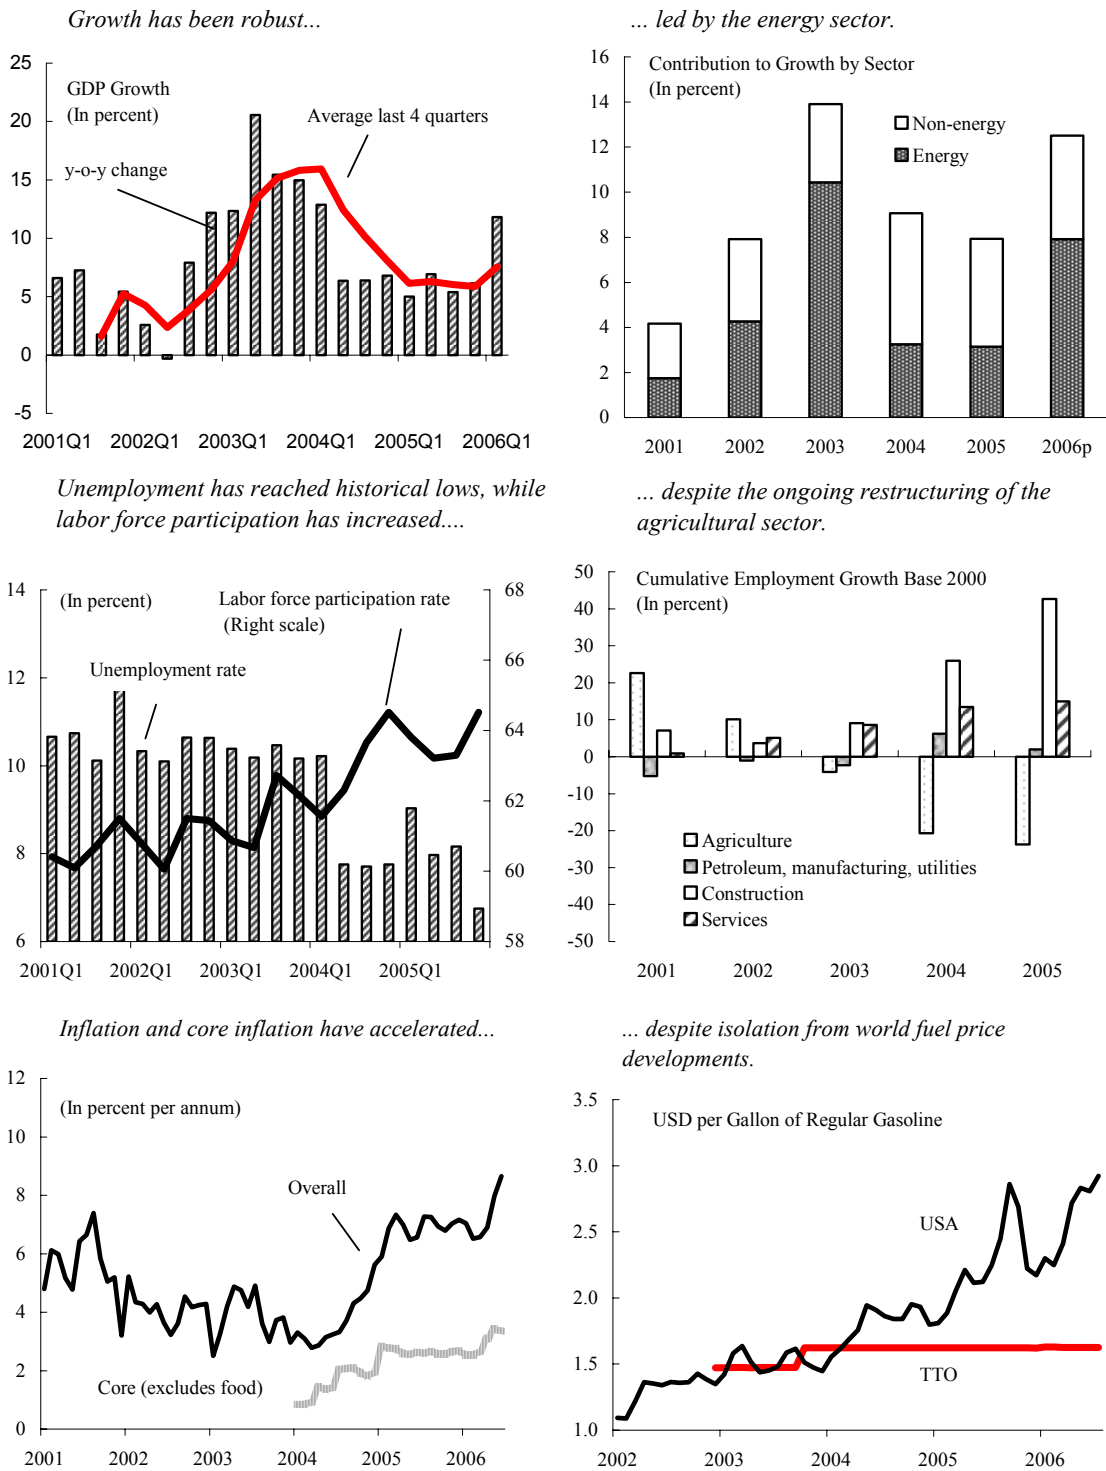 Growth has been robust...
25
20
15
10
5
0
-5
GDP Growth
(In percent)
Average last 4 quarters
y-o-y change
2001Q1 2002Q1 2003Q1 2004Q1 2005Q1 2006Q1
... led by the energy sector.
16
14
12
10
8
6
4
2
0
Contribution to Growth by Sector
(In percent)
Non-energy
Energy
2001 2002 2003 2004 2005 2006p
Unemployment has reached historical lows, while
labor force participation has increased....
14
12
10
8
6
(In percent)
Labor force participation rate
(Right scale)
Unemployment rate
68
66
64
62
60
58
2001Q1 2002Q1 2003Q1 2004Q1 2005Q1
... despite the ongoing restructuring of the
agricultural sector.
50
40
30
20
10
0
-10
-20
-30
-40
-50
Cumulative Employment Growth Base 2000
(In percent)
Agriculture
Petroleum, manufacturing, utilities
Construction
Services
2001 2002 2003 2004 2005
Inflation and core inflation have accelerated...
12
10
8
6
4
2
0
(In percent per annum)
Overall
Core (excludes food)
2001 2002 2003 2004 2005 2006
... despite isolation from world fuel price
developments.
3.5
3.0
2.5
2.0
1.5
1.0
USD per Gallon of Regular Gasoline
USA
TTO
2002 2003 2004 2005 2006